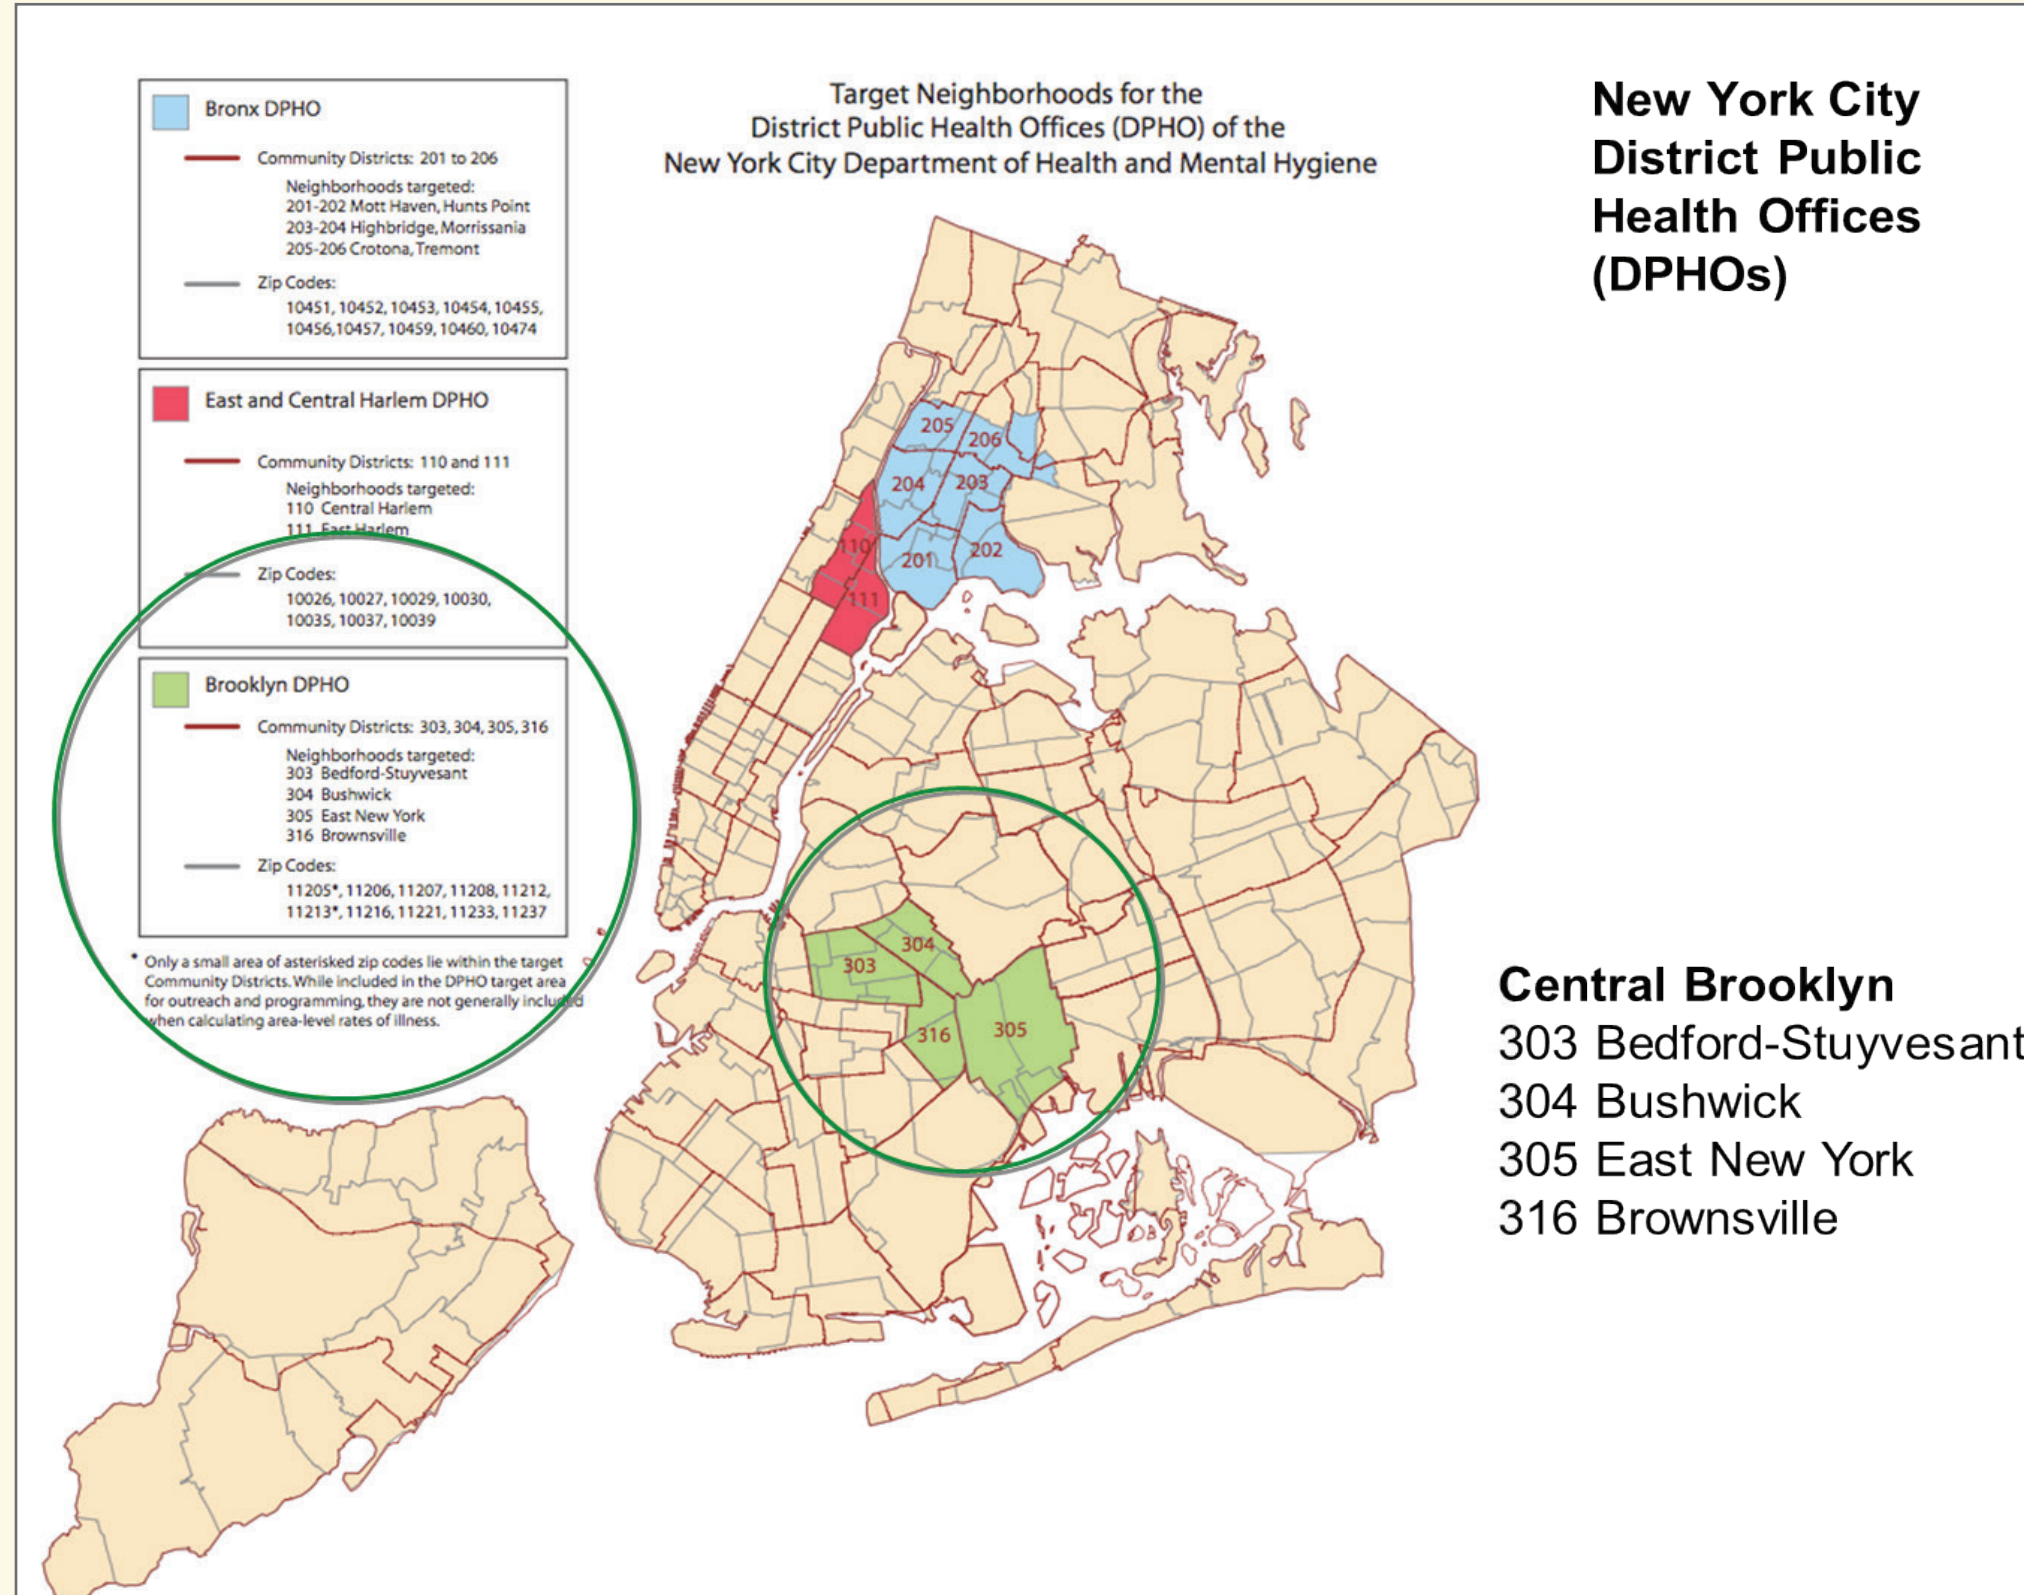 Target Neighborhoods for the
District Public Health Offices (DPHO) of the
New York City Department of Health and Mental Hygiene
New York City
District Public
Health Offices
(DPHOs)
Bronx DPHO
Community Districts: 201 to 206
Neighborhoods targeted:
201-202 Mott Haven, Hunts Point
203-204 Highbridge, Morrissania
205-206 Crotona, Tremont
Zip Codes:
10451, 10452, 10453, 10454, 10455,
10456, 10457, 10459, 10460, 10474
East and Central Harlem DPHO
Community Districts: 110 and 111
Neighborhoods targeted:
110 Central Harlem
111 East Harlem
Zip Codes:
10026, 10027, 10029, 10030,
10035, 10037, 10039
Brooklyn DPHO
Community Districts: 303, 304, 305, 316
Neighborhoods targeted:
303 Bedford-Stuyvesant
304 Bushwick
305 East New York
316 Brownsville
Zip Codes:
11205*, 11206, 11207, 11208, 11212,
11213*, 11216, 11221, 11233, 11237
* Only a small area of asterisked zip codes lie within the target
Community Districts. While included in the DPHO target area
for outreach and programming, they are not generally included
when calculating area-level rates of illness.
205
206
204
203
110
201
202
111
304
303
316
305
Central Brooklyn
303 Bedford-Stuyvesant
304 Bushwick
305 East New York
316 Brownsville